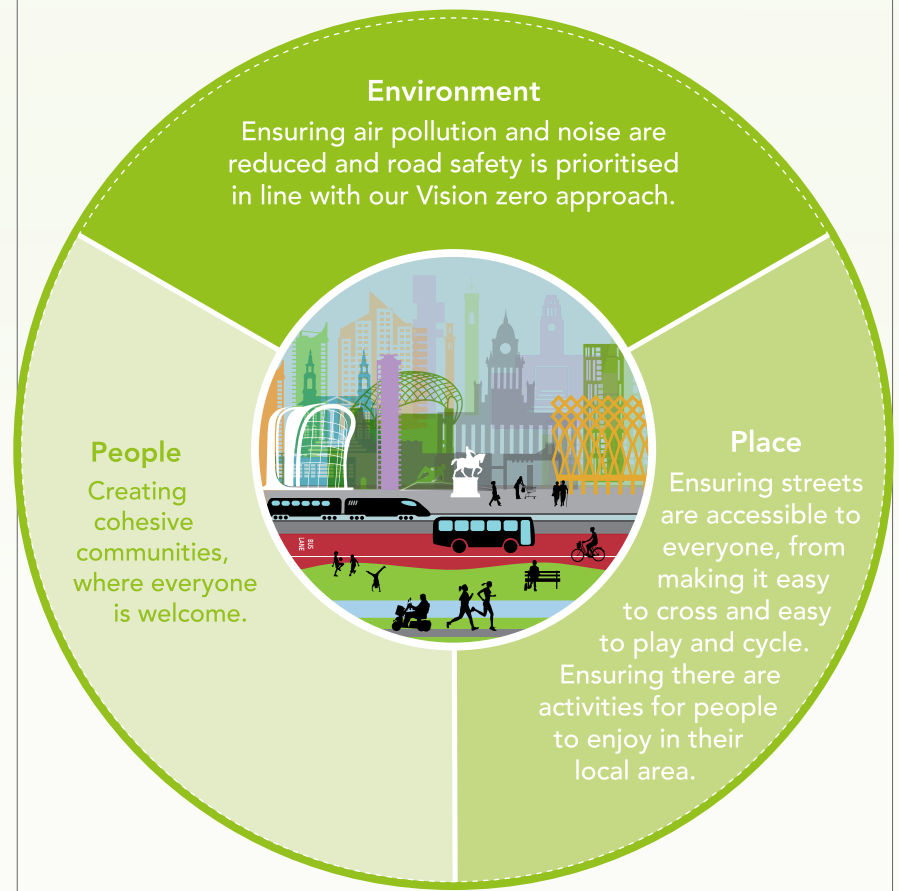 Environment
Ensuring air pollution and noise are
reduced and road safety is prioritised
in line with our Vision zero approach.
People
Creating
cohesive
communities,
where everyone
is welcome.
Place
Ensuring streets
are accessible to
everyone, from
making it easy
to cross and easy
to play and cycle.
Ensuring there are
activities for people
to enjoy in their
local area.
BUS
LANE